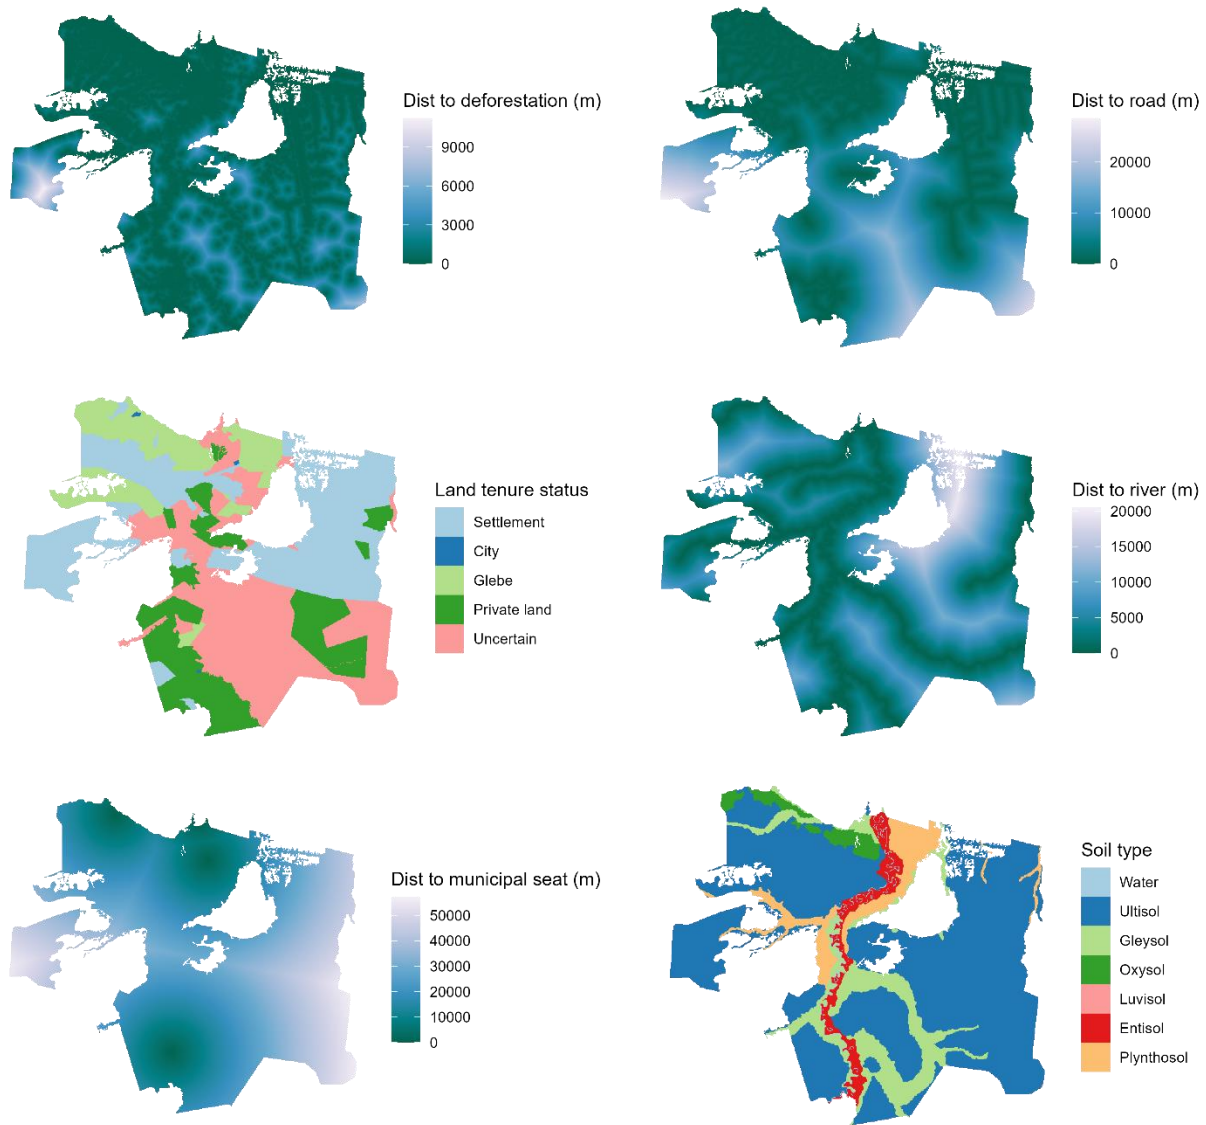 Dist to deforestation (m)
9000
6000
3000
0
Dist to road (m)
20000
10000
0
Land tenure status
Settlement
City
Glebe
Private land
Uncertain
Dist to river (m)
20000
15000
10000
5000
0
Dist to municipal seat (m)
50000
40000
30000
20000
10000
0
Soil type
Water
Ultisol
Gleysol
Oxysol
Luvisol
Entisol
Plynthosol